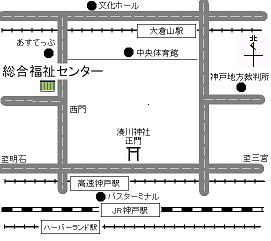 文化ホール
大倉山駅
北
あすてっぷ
中央体育館
総合福祉センター
神戸地方裁判所
西門
湊川神社
正門
至明石
至三宮
高速神戸駅
バスターミナル
JR神戸駅
ハーバーランド駅